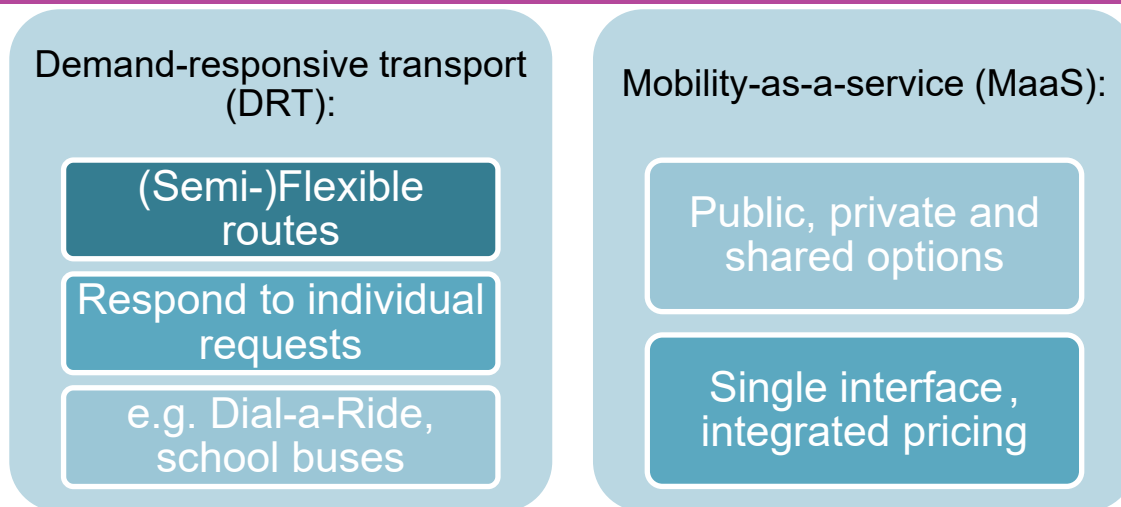 Demand-responsive transport
(DRT):
(Semi-)Flexible
routes
Respond to individual
requests
e.g. Dial-a-Ride,
school buses
Mobility-as-a-service (MaaS):
Public, private and
shared options
Single interface,
integrated pricing